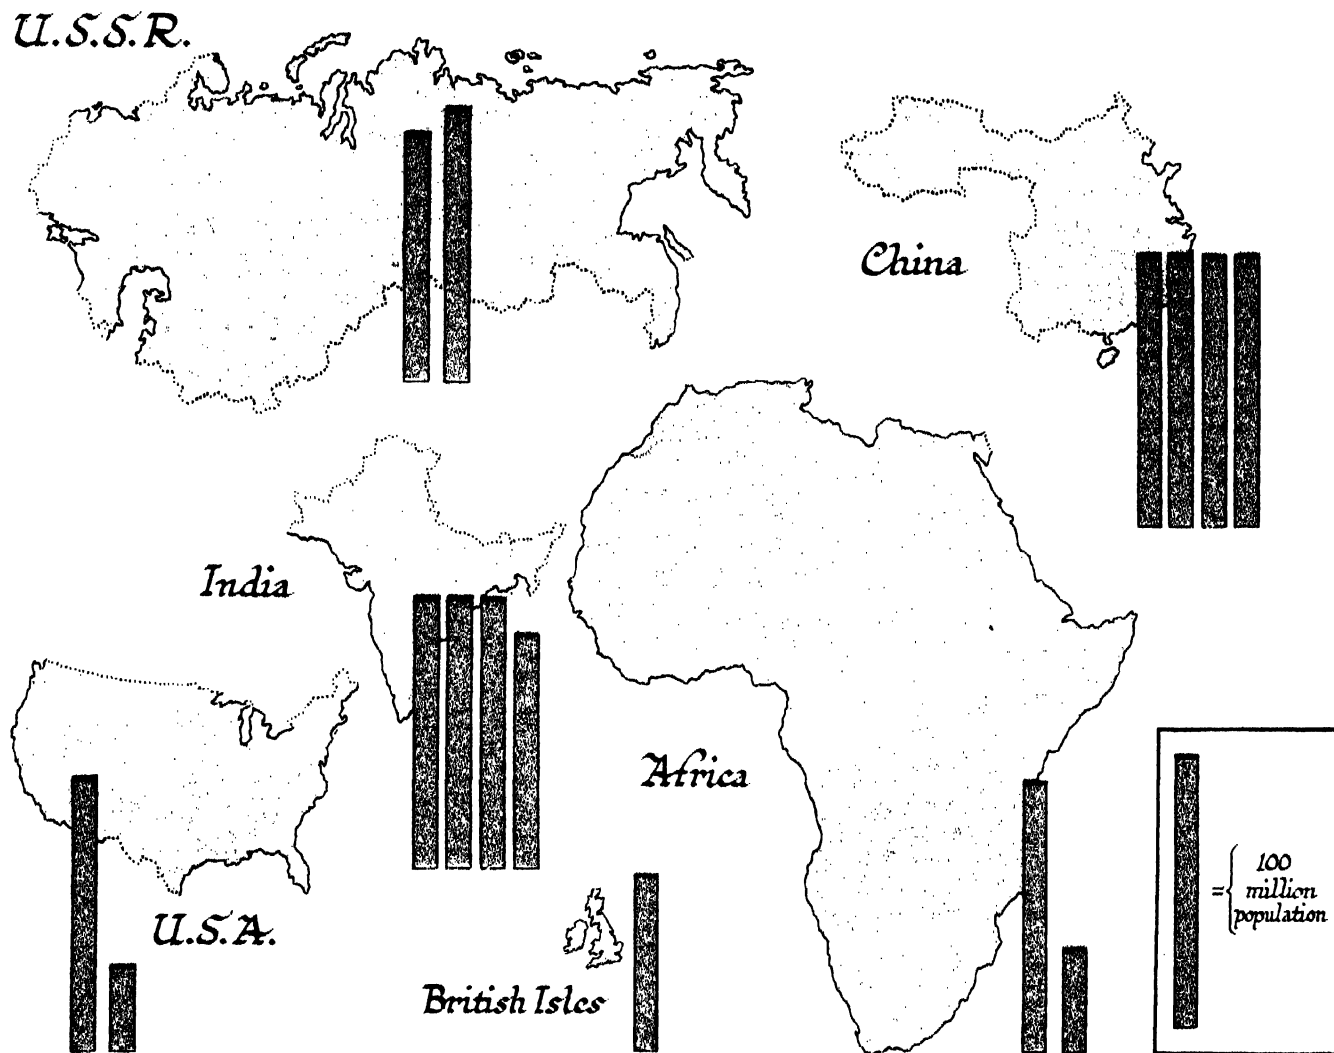 U.S.S.R.
China
India
Africa
U.S.A.
British Isles
= { 100
million
population